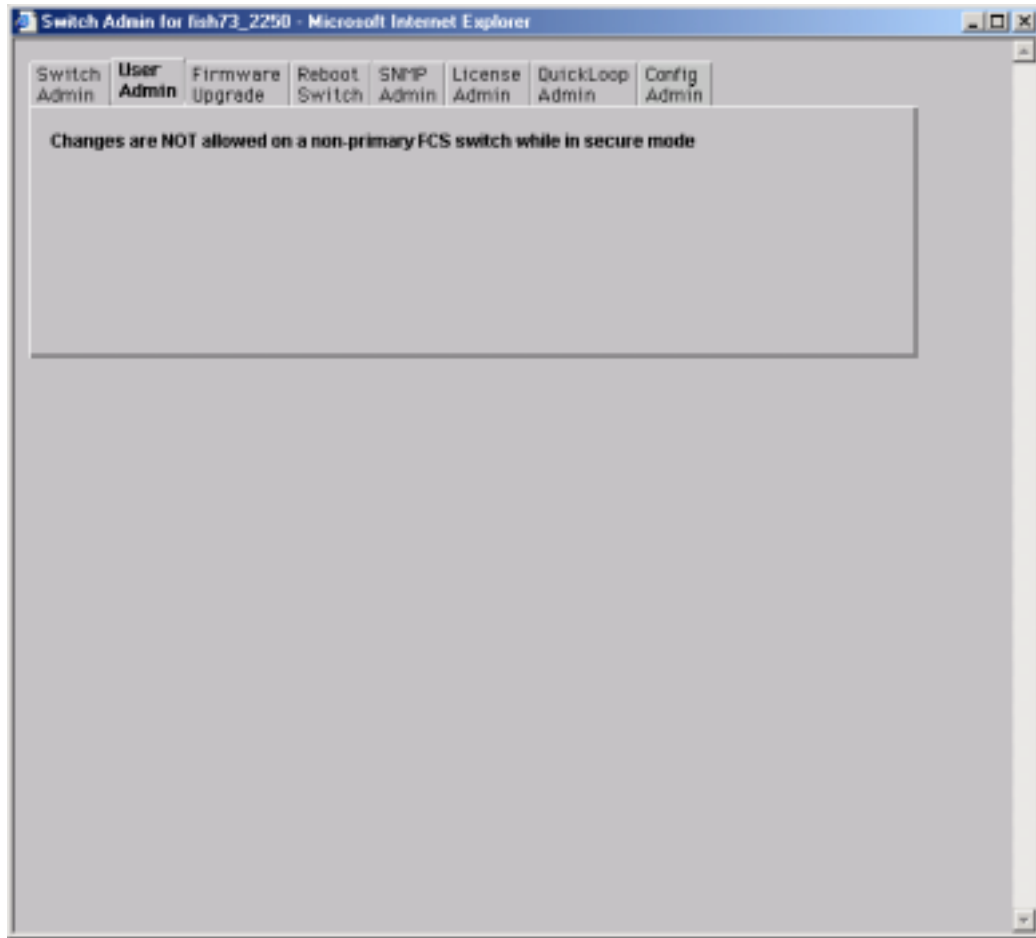 Switch Admin for fish73_2250 - Microsoft Internet Explorer
Switch Admin
User Admin
Firmware Upgrade
Reboot Switch
SNMP Admin
License Admin
QuickLoop Admin
Config Admin
Changes are NOT allowed on a non-primary FCS switch while in secure mode